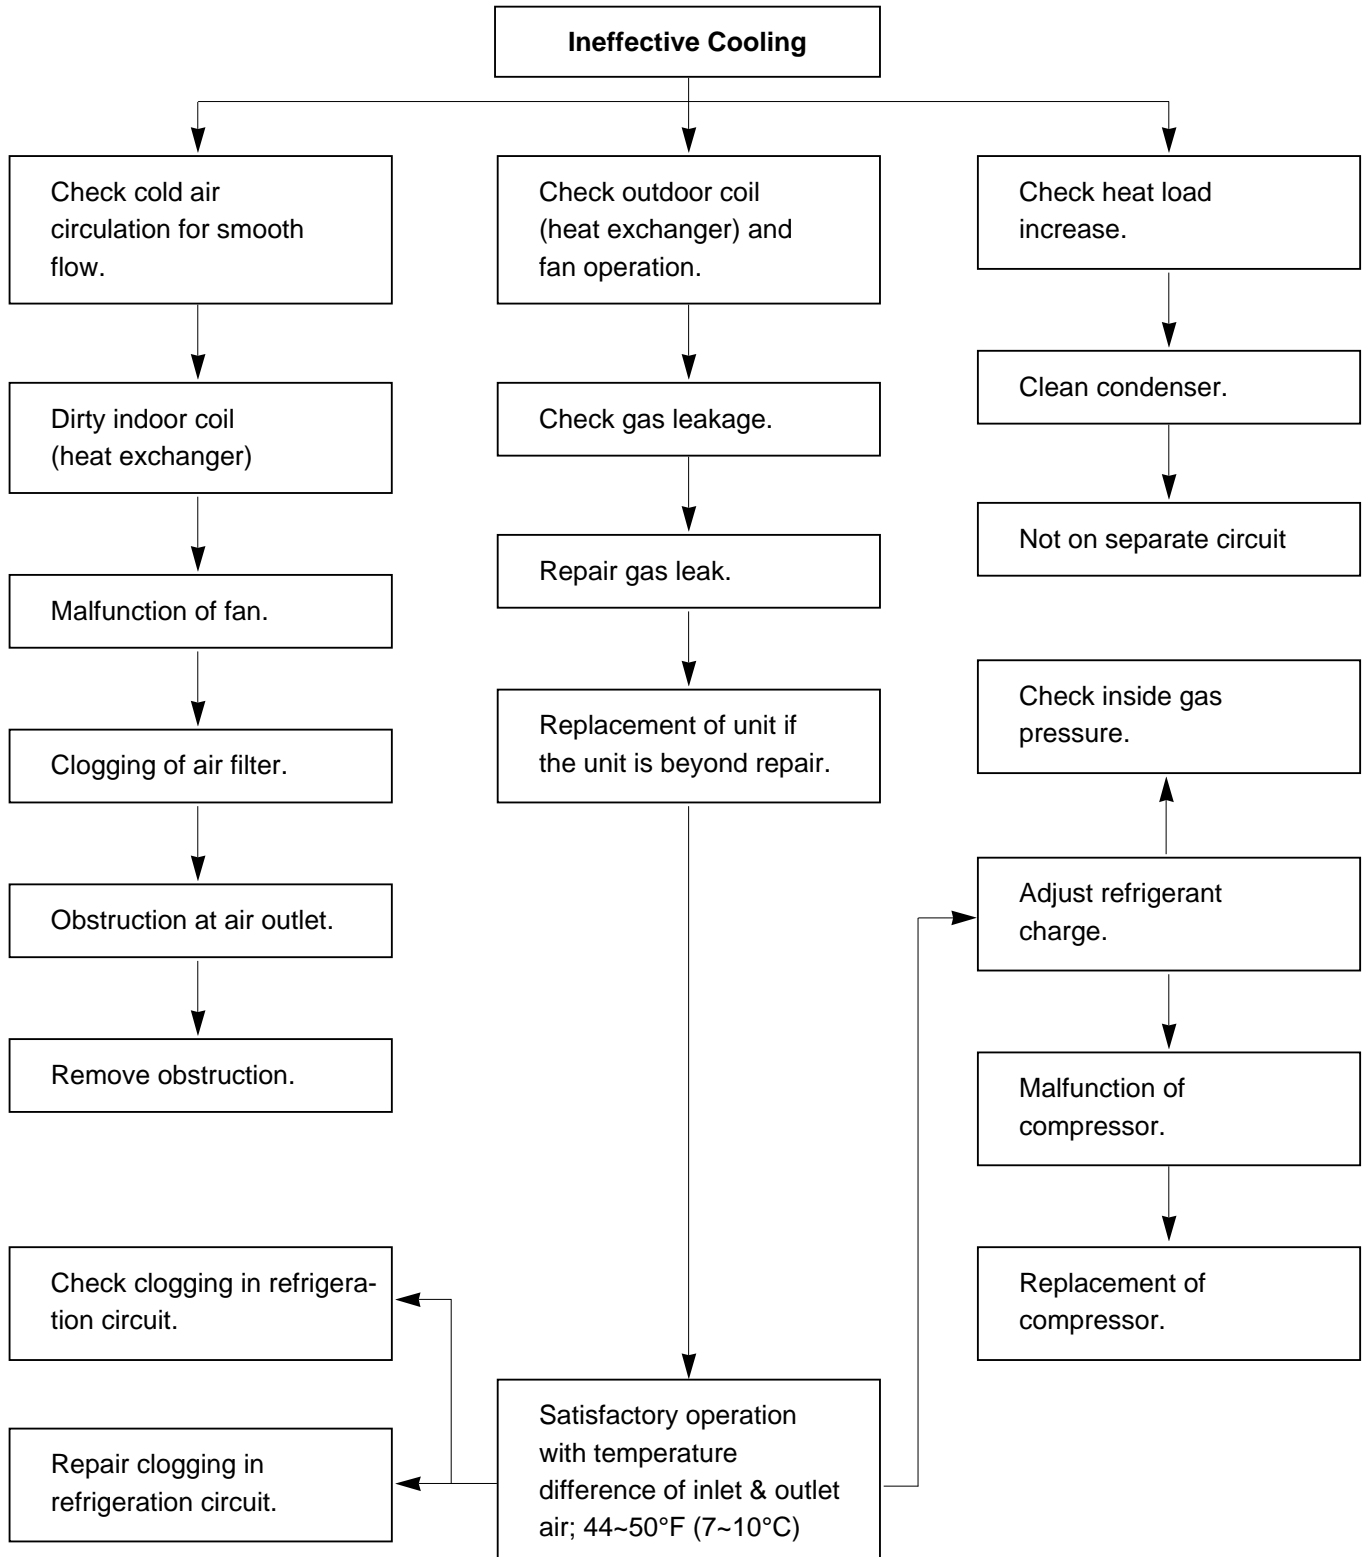 Ineffective Cooling
Check cold air
circulation for smooth
flow.
Dirty indoor coil
(heat exchanger)
Malfunction of fan.
Clogging of air filter.
Obstruction at air outlet.
Remove obstruction.
Check outdoor coil
(heat exchanger) and
fan operation.
Check gas leakage.
Repair gas leak.
Replacement of unit if
the unit is beyond repair.
Check heat load
increase.
Clean condenser.
Not on separate circuit
Check inside gas
pressure.
Adjust refrigerant
charge.
Malfunction of
compressor.
Replacement of
compressor.
Check clogging in refrigera-
tion circuit.
Repair clogging in
refrigeration circuit.
Satisfactory operation
with temperature
difference of inlet & outlet
air; 44~50°F (7~10°C)